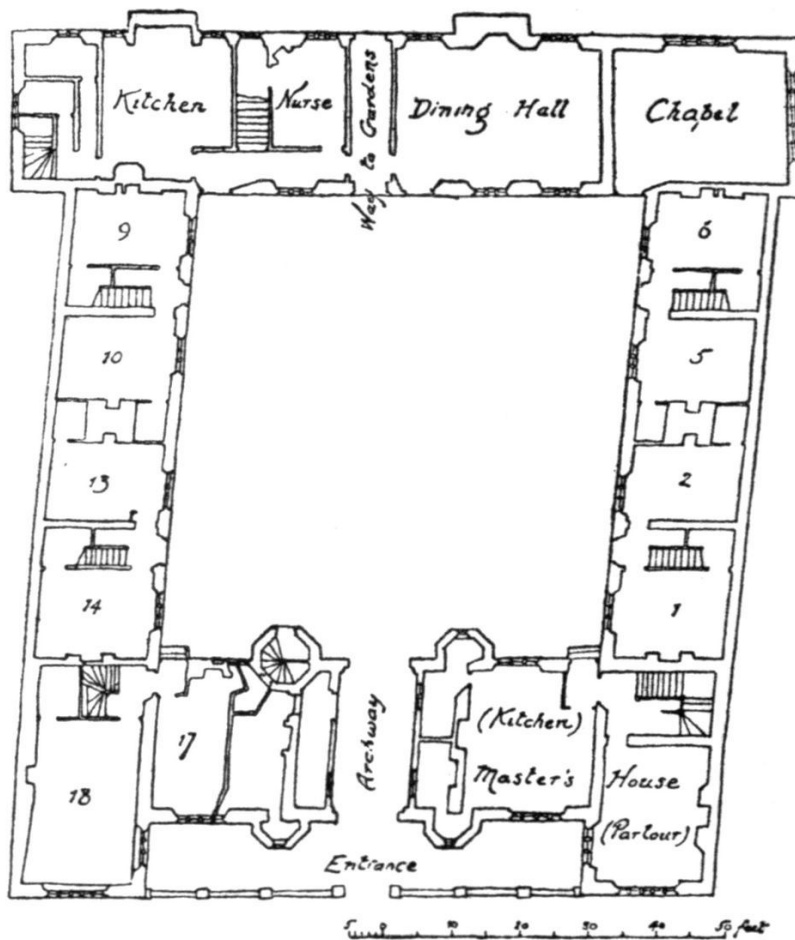 Kitchen
Nurse
Way to Gardens
Dining Hall
Chapel
9
6
10
5
13
2
14
1
17
18
Archway
(Kitchen)
Master's House
(Parlour)
Entrance
5 0 10 20 30 40 50 feet